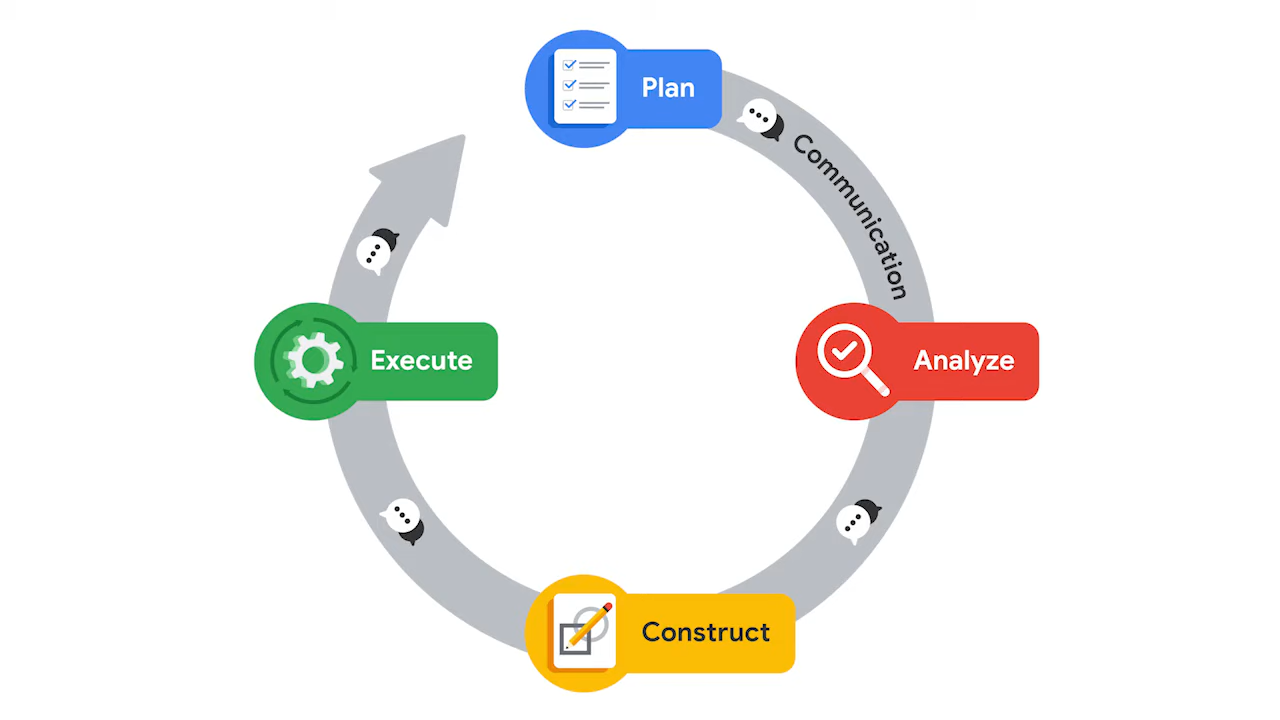 Plan
Communication
Analyze
Construct
Execute